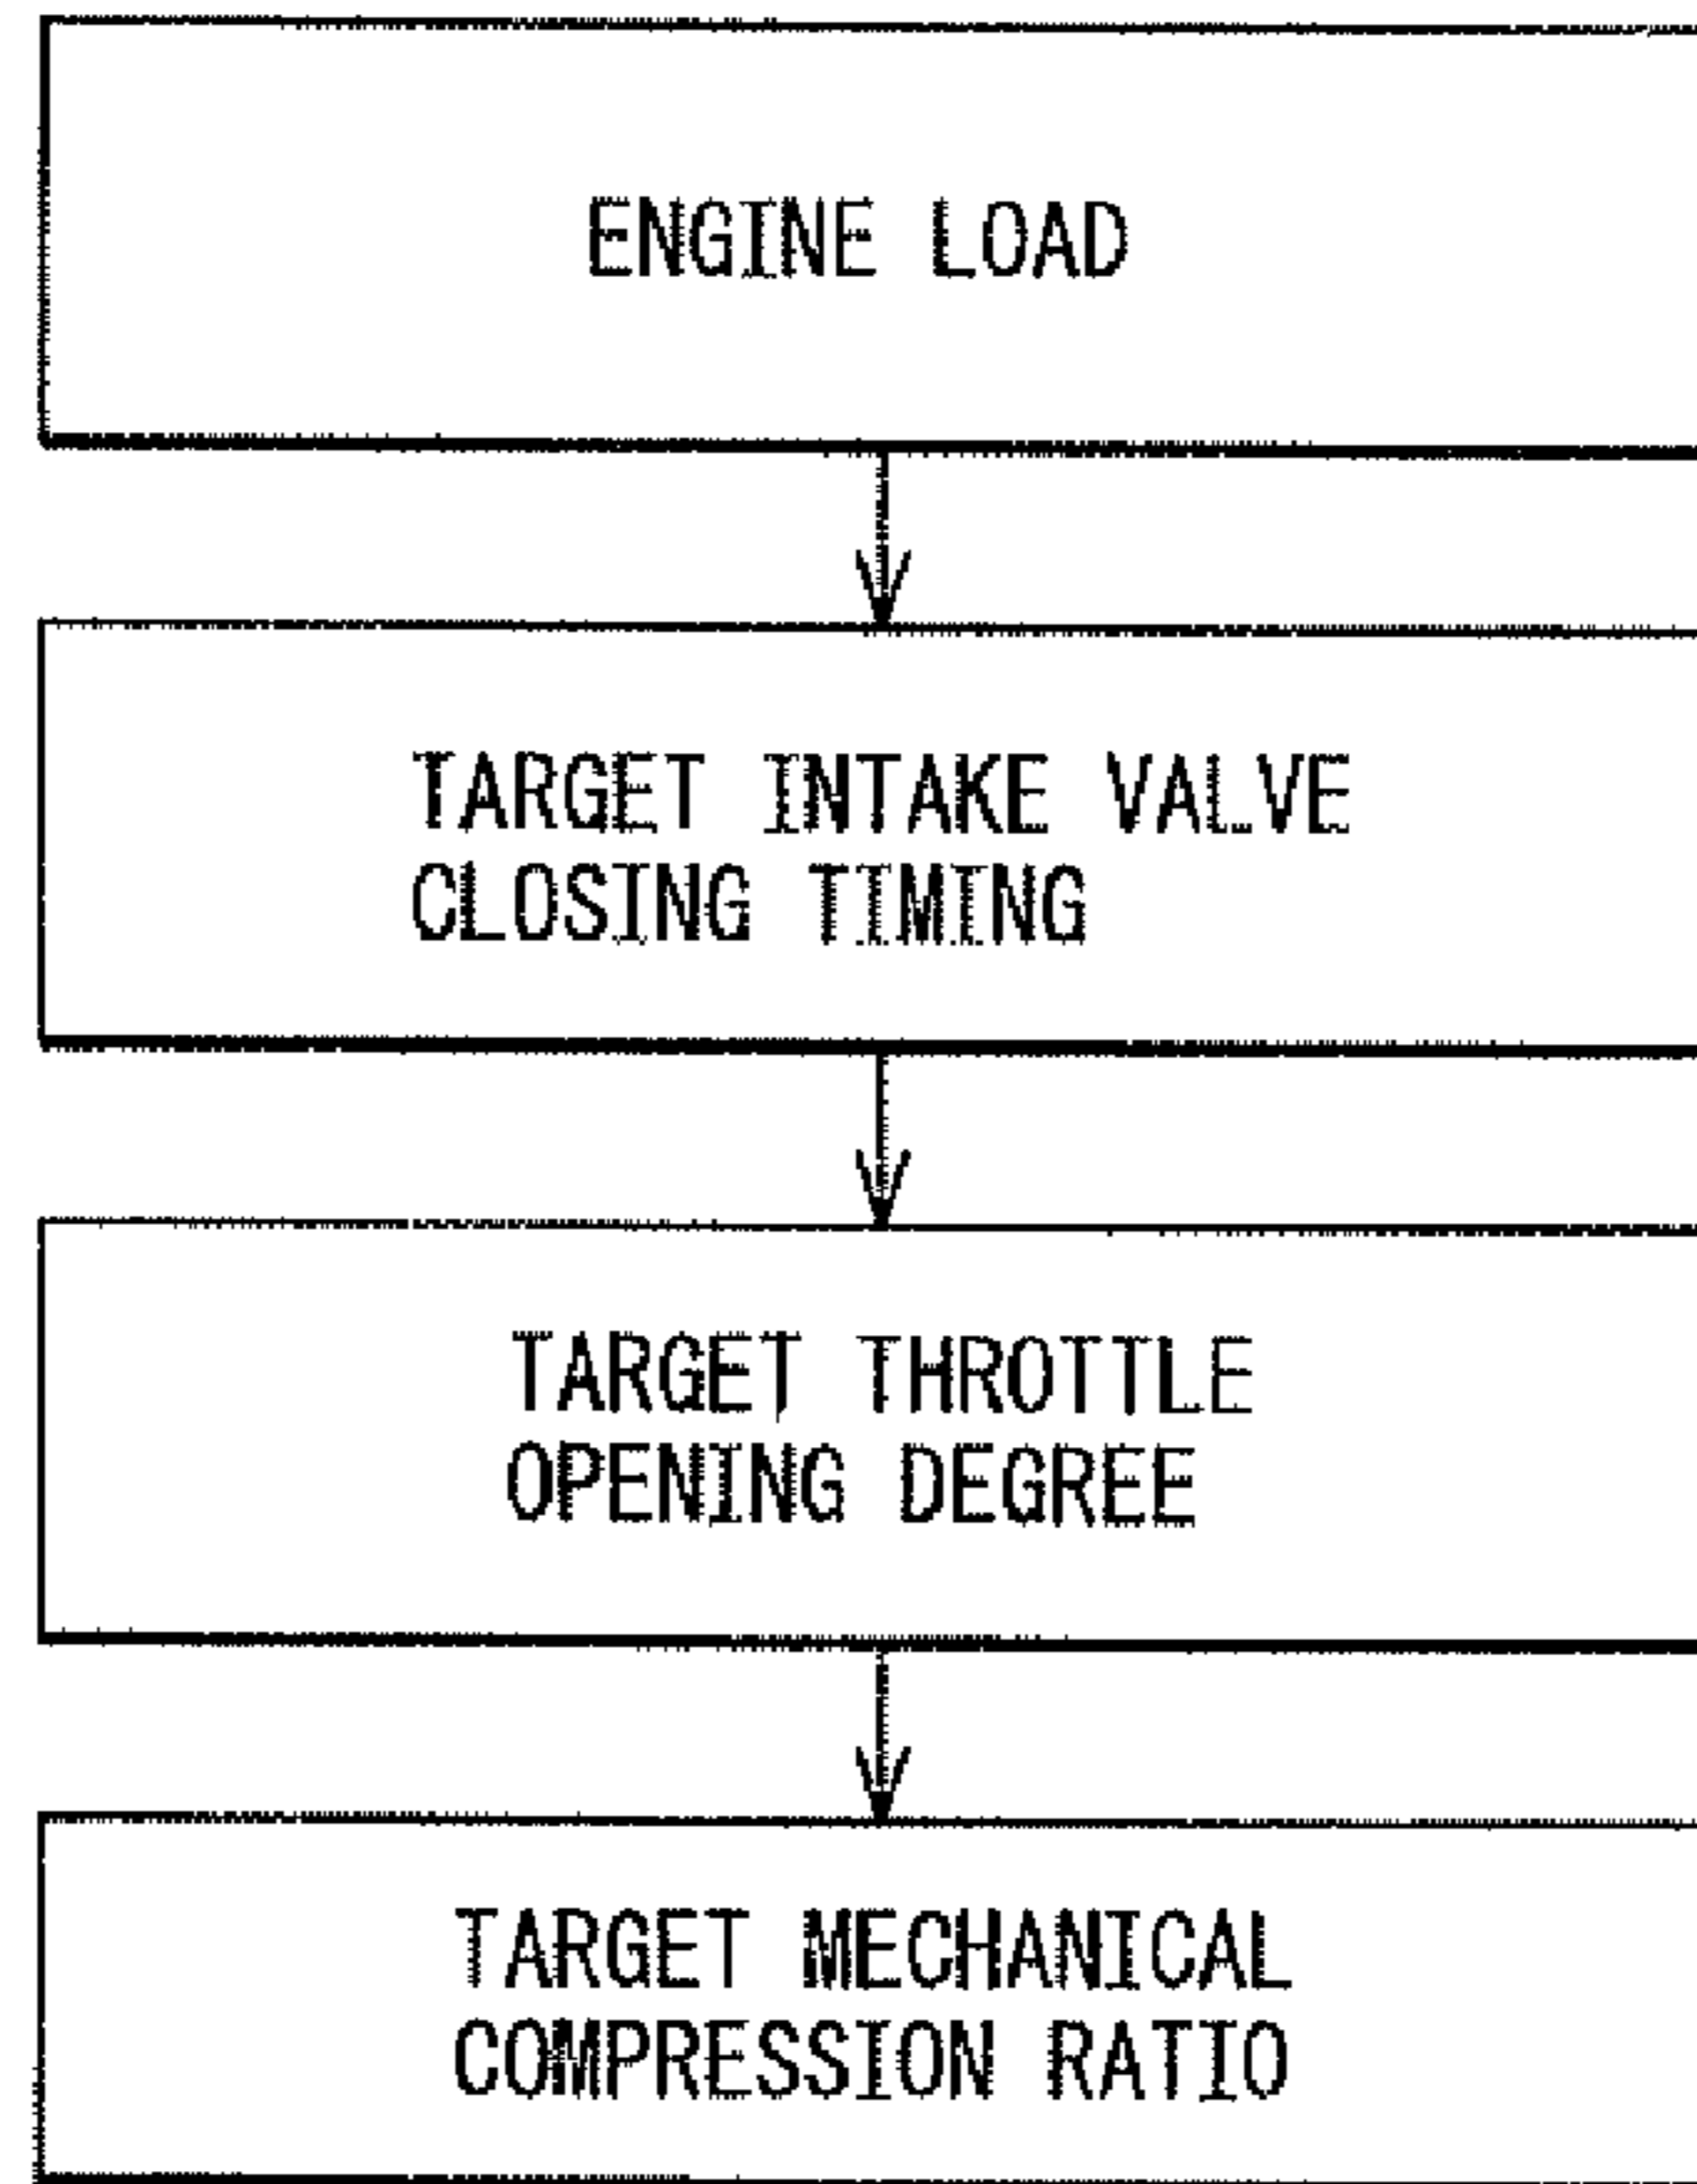 ENGINE LOAD
TARGET INTAKE VALVE
CLOSING TIMING
TARGET THROTTLE
OPENING DEGREE
TARGET MECHANICAL
COMPRESSION RATIO